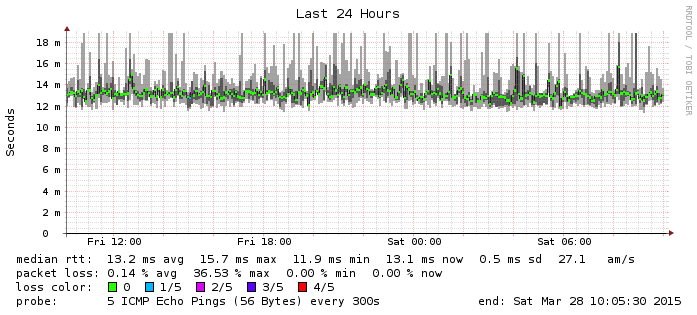 Last 24 Hours
RRDTOOL / TOBI OETIKER
Seconds
18 m
16 m
14 m
12 m
10 m
8 m
6 m
4 m
2 m
0
Fri 12:00 Fri 18:00 Sat 00:00 Sat 06:00
median rtt: 13.2 ms avg 15.7 ms max 11.9 ms min 13.1 ms now 0.5 ms sd 27.1 am/s
packet loss: 0.14 % avg 36.53 % max 0.00 % min 0.00 % now
loss color: 0 1/5 2/5 3/5 4/5
probe: 5 ICMP Echo Pings (56 Bytes) every 300s end: Sat Mar 28 10:05:30 2015